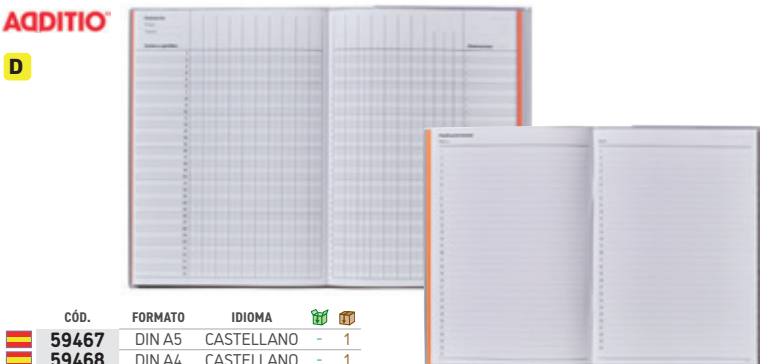 ADDITIO
D
CÓD. FORMATO IDIOMA
59467 DIN A5 CASTELLANO - 1
59468 DIN A4 CASTELLANO - 1